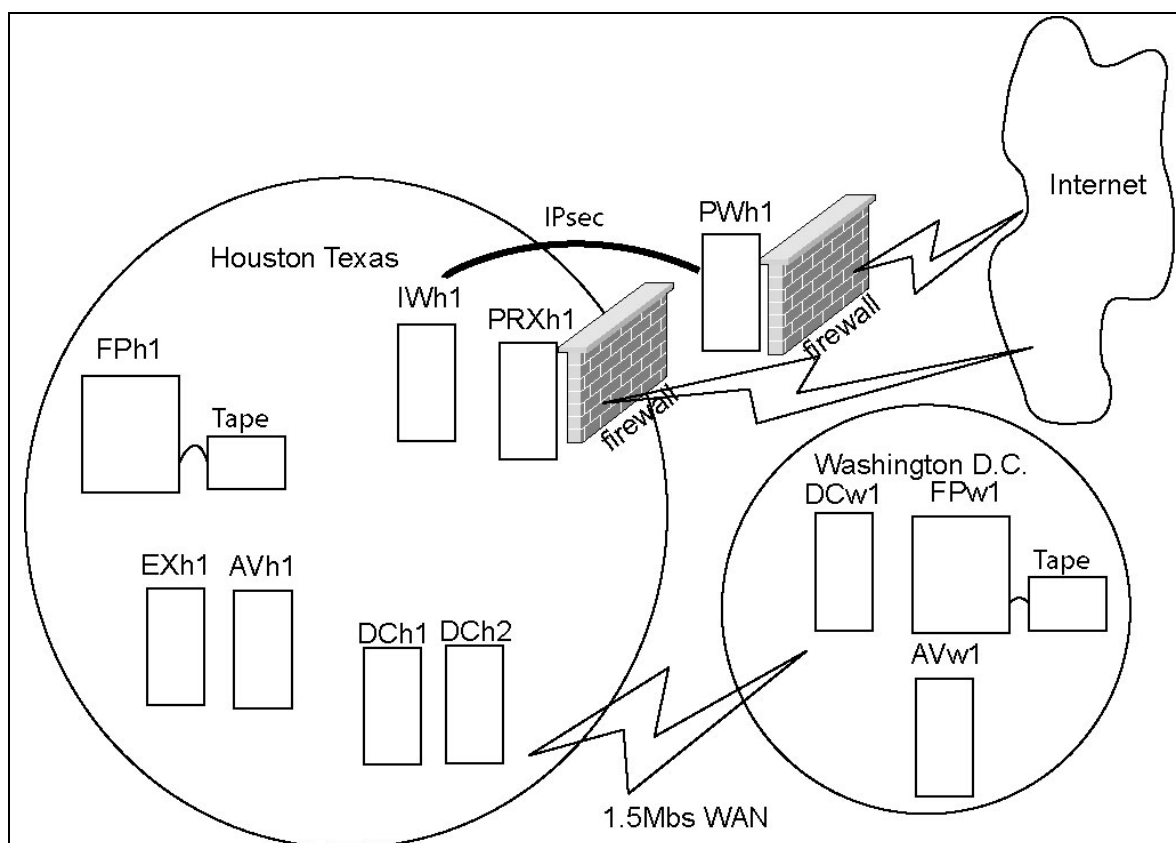 Internet
IPsec
PWh1
Houston Texas
IWh1
PRXh1
firewall
firewall
FPh1
Tape
Washington D.C.
DCw1
FPw1
Tape
EXh1
AVh1
DCh1
DCh2
AVw1
1.5Mbs WAN